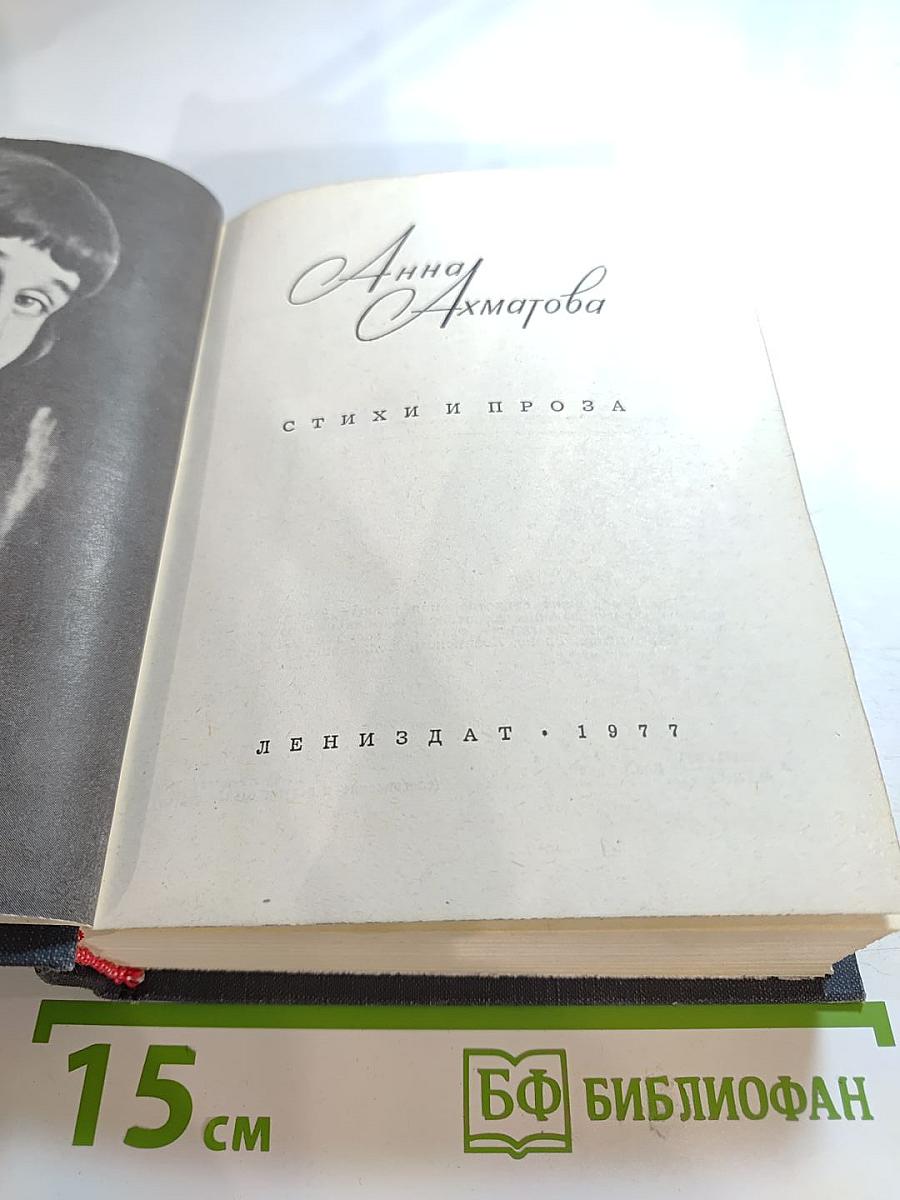 Анна
Ахматова
СТИХИ И ПРОЗА
ЛЕНИЗДАТ • 1977
15 см
БФ БИБЛИОФАН